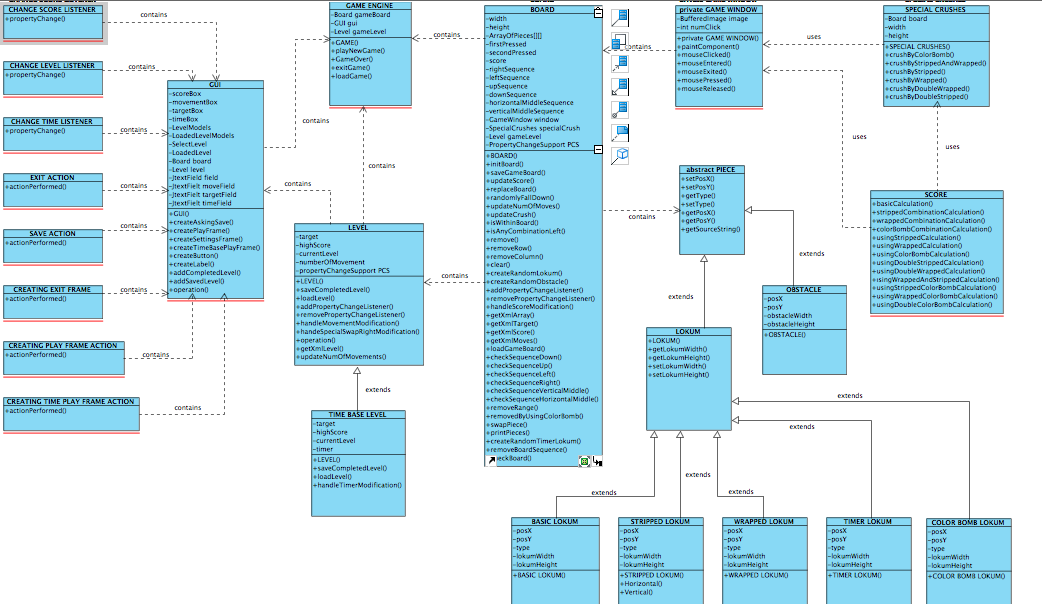 CHANGE SCORE LISTENER
+propertyChange()
contains
CHANGE LEVEL LISTENER
+propertyChange()
contains
CHANGE TIME LISTENER
+propertyChange()
contains
EXIT ACTION
+actionPerformed()
contains
SAVE ACTION
+actionPerformed()
contains
CREATING EXIT FRAME
+actionPerformed()
contains
CREATING PLAY FRAME ACTION
+actionPerformed()
contains
CREATING TIME PLAY FRAME ACTION
+actionPerformed()
contains
GUI
-scoreBox
-movementBox
-targetBox
-timeBox
-LevelModels
-LoadedLevelModels
-SelectLevel
-LoadedLevel
-Board board
-Level level
-JtextField field
-JtextFielt moveField
-JtextFielt targetField
-JtextFielt timeField
+GUI()
+createAskingSave()
+createPlayFrame()
+createSettingsFrame()
+createTimeBasePlayFrame()
+createButton()
+createLabel()
+addCompletedLevel()
+addSavedLevel()
+operation()
contains
contains
GAME ENGINE
-Board gameBoard
-GUI gui
-Level gameLevel
+GAME()
+playNewGame()
+GameOver()
+exitGame()
+loadGame()
contains
contains
LEVEL
-target
-highScore
-currentLevel
-numberOfMovement
-propertyChangeSupport PCS
+LEVEL()
+saveCompletedLevel()
+loadLevel()
+addPropertyChangeListener()
+removePropertyChangeListener()
+handleMovementModification()
+handeSpecialSwapRightModification()
+operation()
+getXmlLevel()
+updateNumOfMovements()
contains
extends
TIME BASE LEVEL
-target
-highScore
-currentLevel
-timer
+LEVEL()
+saveCompletedLevel()
+loadLevel()
+handleTimerModification()
BOARD
-width
-height
-ArrayOfPieces[][]
-firstPressed
-secondPressed
-score
-rightSequence
-leftSequence
-upSequence
-downSequence
-horizontalMiddleSequence
-verticalMiddleSequence
-GameWindow window
-SpecialCrushes specialCrush
-Level gameLevel
-PropertyChangeSupport PCS
+BOARD()
+initBoard()
+saveGameBoard()
+updateScore()
+replaceBoard()
+randomlyFallDown()
+updateNumOfMoves()
+updateCrush()
+isWithinBoard()
+isAnyCombinationLeft()
+remove()
+removeRow()
+removeColumn()
+clear()
+createRandomLokum()
+createRandomObstacle()
+addPropertyChangeListener()
+removePropertyChangeListener()
+handleScoreModification()
+getXmlArray()
+getXmlTarget()
+getXmlScore()
+getXmlMoves()
+loadGameBoard()
+checkSequenceDown()
+checkSequenceUp()
+checkSequenceLeft()
+checkSequenceRight()
+checkSequenceVerticalMiddle()
+checkSequenceHorizontalMiddle()
+removeRange()
+removedByUsingColorBomb()
+swapPiece()
+printPieces()
+createRandomTimerLokum()
+removeBoardSequence()
eckBoard()
contains
contains
private GAME WINDOW
-BufferedImage image
-int numClick
+private GAME WINDOW()
+paintComponent()
+mouseClicked()
+mouseEntered()
+mouseExited()
+mousePressed()
+mouseReleased()
uses
uses
uses
SPECIAL CRUSHES
-Board board
-width
-height
+SPECIAL CRUSHES()
+crushByColorBomb()
+crushByStrippedAndWrapped()
+crushByStripped()
+crushByWrapped()
+crushByDoubleWrapped()
+crushByDoubleStripped()
SCORE
+basicCalculation()
+strippedCombinationCalculation()
+wrappedCombinationCalculation()
+colorBombCombinationCalculation()
+usingStrippedCalculation()
+usingWrappedCalculation()
+usingColorBombCalculation()
+usingDoubleStrippedCalculation()
+usingDoubleWrappedCalculation()
+isingWrappedAndStrippedCalculation()
+usingStrippedColorBombCalculation()
+usingWrappedColorBombCalculation()
+usingDoubleColorBombCalculation()
abstract PIECE
+setPosX()
+setPosY()
+getType()
+setType()
+getPosX()
+getPosY()
+getSourceString()
extends
extends
OBSTACLE
-posX
-posY
-obstacleWidth
-obstacleHeight
+OBSTACLE()
LOKUM
+LOKUM()
+getLokumWidth()
+getLokumHeight()
+setLokumWidth()
+setLokumHeight()
extends
extends
extends
extends
extends
BASIC LOKUM
-posX
-posY
-type
-lokumWidth
-lokumHeight
+BASIC LOKUM()
STRIPPED LOKUM
-posX
-posY
-type
-lokumWidth
-lokumHeight
+STRIPPED LOKUM()
+Horizontal()
+Vertical()
WRAPPED LOKUM
-posX
-posY
-type
-lokumWidth
-lokumHeight
+WRAPPED LOKUM()
TIMER LOKUM
-posX
-posY
-type
-lokumWidth
-lokumHeight
+TIMER LOKUM()
COLOR BOMB LOKUM
-posX
-posY
-type
-lokumWidth
-lokumHeight
+COLOR BOMB LOKUM()